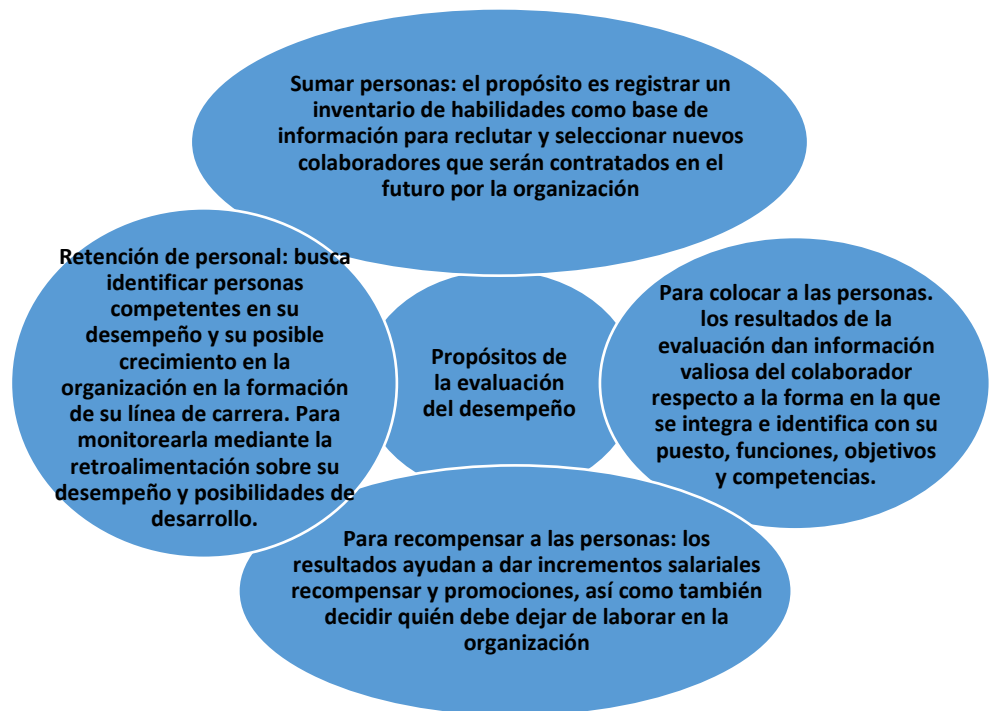 Sumar personas: el propósito es registrar un
inventario de habilidades como base de
información para reclutar y seleccionar nuevos
colaboradores que serán contratados en el
futuro por la organización
Retención de personal: busca
identificar personas
competentes en su
desempeño y su posible
crecimiento en la
organización en la formación
de su línea de carrera. Para
monitorearla mediante la
retroalimentación sobre su
desempeño y posibilidades de
desarrollo.
Propósitos de
la evaluación
del desempeño
Para colocar a las personas.
los resultados de la
evaluación dan información
valiosa del colaborador
respecto a la forma en la que
se integra e identifica con su
puesto, funciones, objetivos
y competencias.
Para recompensar a las personas: los
resultados ayudan a dar incrementos salariales
recompensar y promociones, así como también
decidir quién debe dejar de laborar en la
organización